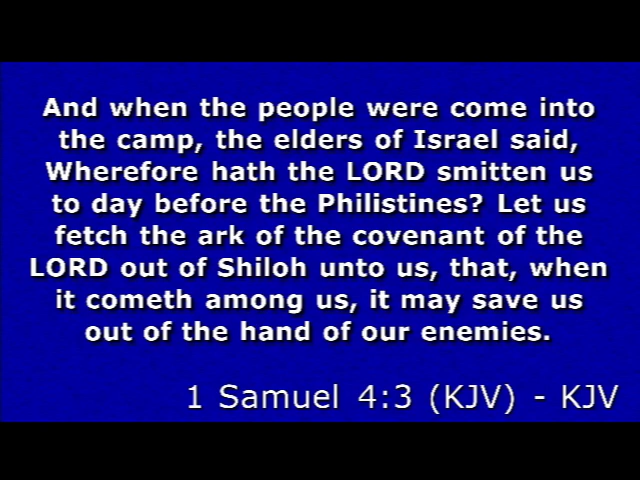 And when the people were come into
the camp, the elders of Israel said,
Wherefore hath the LORD smitten us
to day before the Philistines? Let us
fetch the ark of the covenant of the
LORD out of Shiloh unto us, that, when
it cometh among us, it may save us
out of the hand of our enemies.
1 Samuel 4:3 (KJV) - KJV